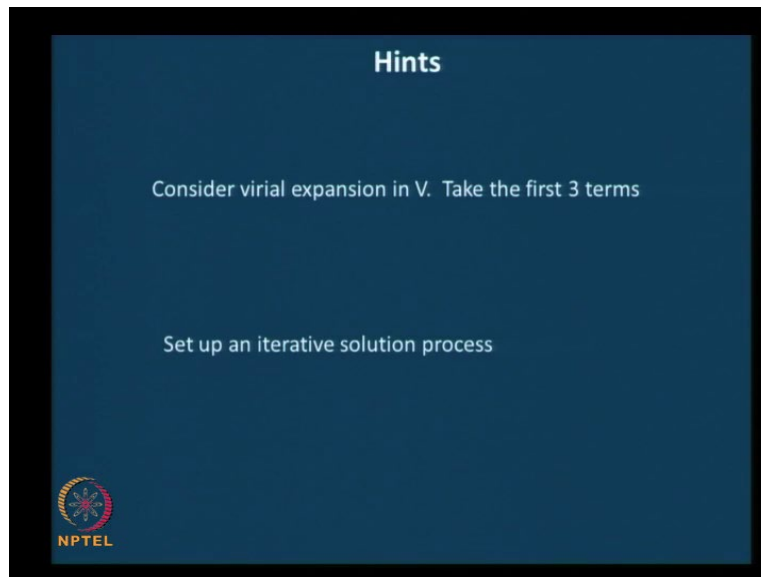 Hints
Consider virial expansion in V. Take the first 3 terms
Set up an iterative solution process
NPTEL